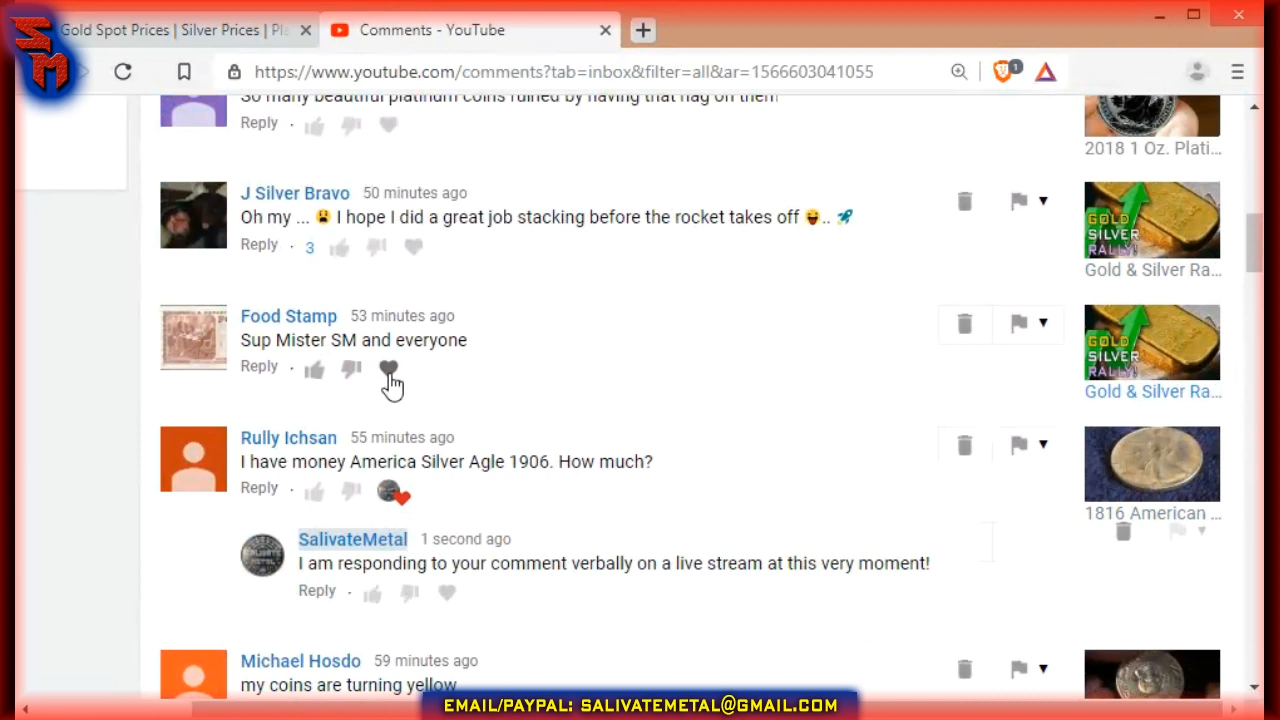 SM
Gold Spot Prices | Silver Prices | Pl
Comments - YouTube
https://www.youtube.com/comments?tab=inbox&filter=all&ar=1566603041055
1
So many beautiful platinum coins ruined by having that hag on them
Reply
2018 1 Oz. Plati...
J Silver Bravo 50 minutes ago
Oh my ... 😩 I hope I did a great job stacking before the rocket takes off 😜.. 🚀
Reply · 3
GOLD
SILVER
RALLY!
Gold & Silver Ra...
Food Stamp 53 minutes ago
Sup Mister SM and everyone
Reply ·
GOLD
SILVER
RALLY!
Gold & Silver Ra...
Rully Ichsan 55 minutes ago
I have money America Silver Agle 1906. How much?
Reply ·
1816 American ...
SALIVATE
METAL
SalivateMetal 1 second ago
I am responding to your comment verbally on a live stream at this very moment!
Reply ·
Michael Hosdo 59 minutes ago
my coins are turning yellow
EMAIL/PAYPAL: SALIVATEMETAL@GMAIL.COM